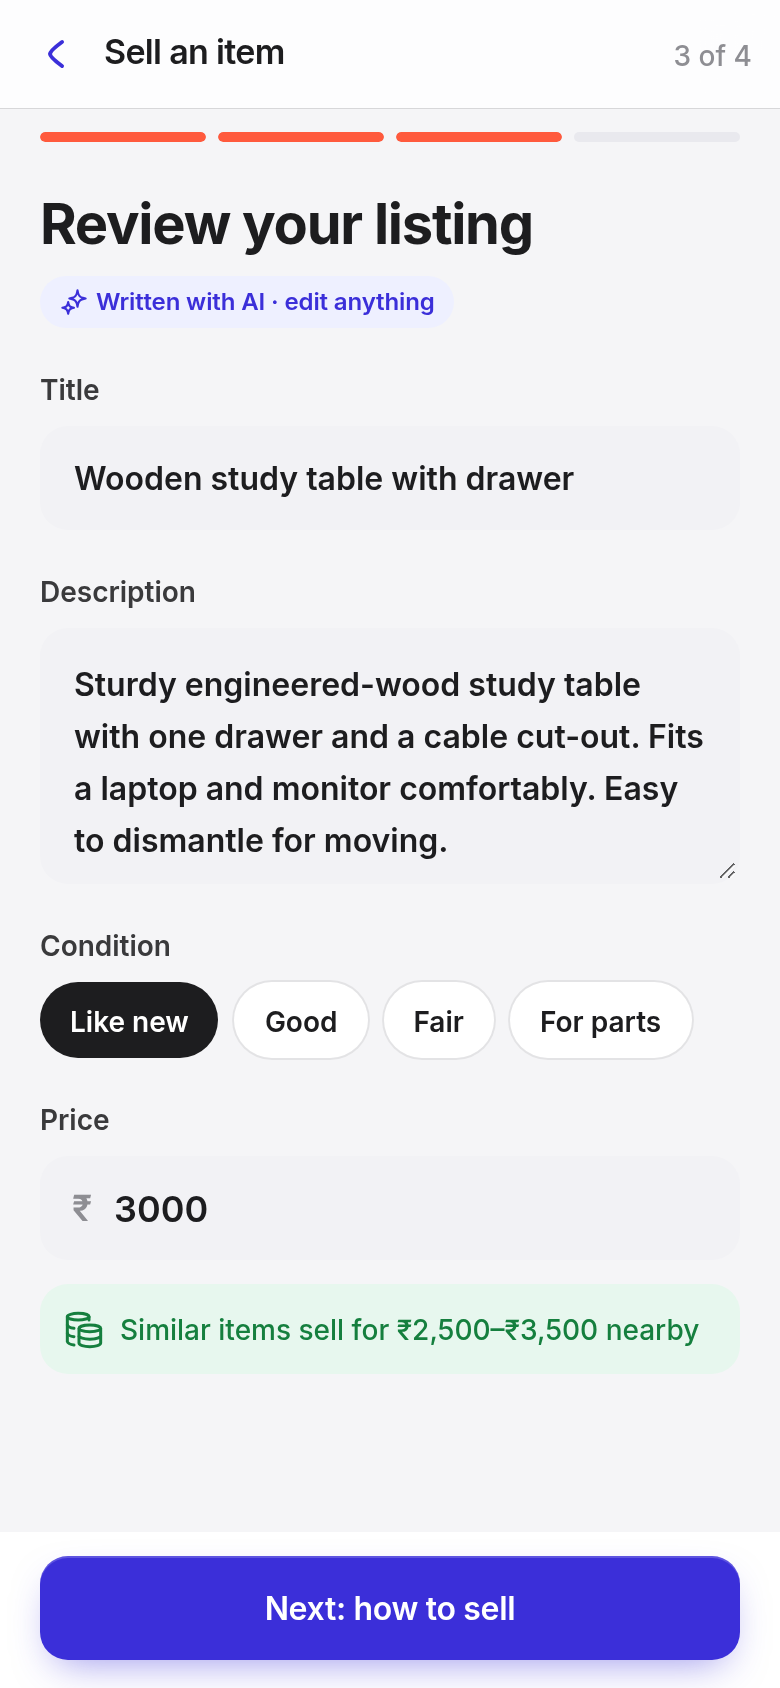 Sell an item
3 of 4
Review your listing
Written with AI · edit anything
Title
Wooden study table with drawer
Description
Sturdy engineered-wood study table
with one drawer and a cable cut-out. Fits
a laptop and monitor comfortably. Easy
to dismantle for moving.
Condition
Like new
Good
Fair
For parts
Price
₹ 3000
Similar items sell for ₹2,500–₹3,500 nearby
Next: how to sell